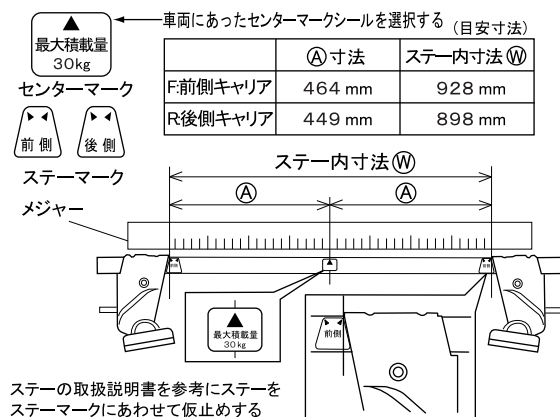 ▲
最大積載量
30kg
センターマーク
車両にあったセンターマークシールを選択する
(目安寸法)
Ⓐ寸法 ステー内寸法Ⓦ
F:前側キャリア 464 mm 928 mm
R:後側キャリア 449 mm 898 mm
前側 後側
ステーマーク
メジャー
ステー内寸法Ⓦ
Ⓐ Ⓐ
前側 前側
最大積載量
30kg
前側
ステーの取扱説明書を参考にステーを
ステーマークにあわせて仮止めする